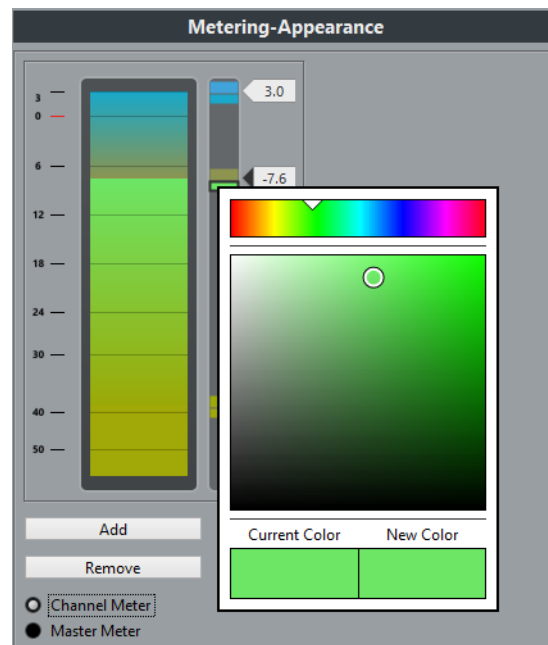 Metering-Appearance
3
0
6
12
18
24
30
40
50
3.0
-7.6
Current Color
New Color
Add
Remove
Channel Meter
Master Meter